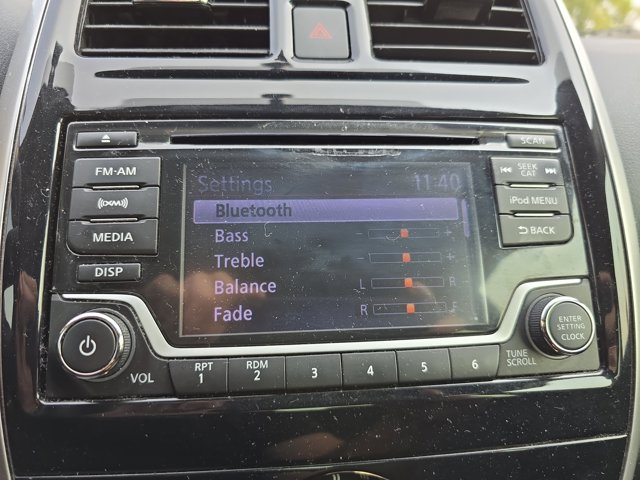 SCAN
FM-AM
SEEK
CAT
Settings 11:40
((XM))
iPod MENU
Bluetooth
MEDIA
BACK
Bass - +
Treble - +
DISP
Balance L R
Fade R F
ENTER
SETTING
CLOCK
VOL
RPT
1
RDM
2
3
4
5
6
TUNE
SCROLL